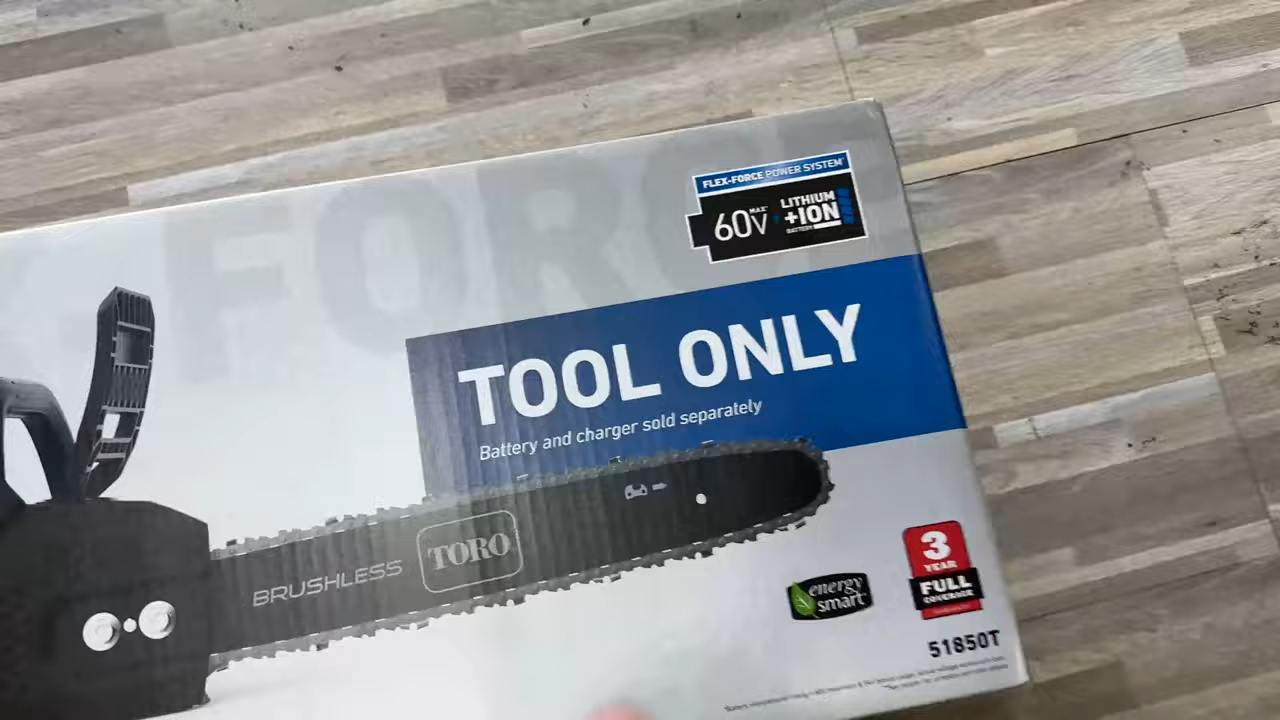 FORC
FLEX-FORCE POWER SYSTEM
60V MAX* LITHIUM
+ION
BATTERY
TOOL ONLY
Battery and charger sold separately
BRUSHLESS
TORO
energy
smart
3
YEAR
FULL
COVERAGE
51850T